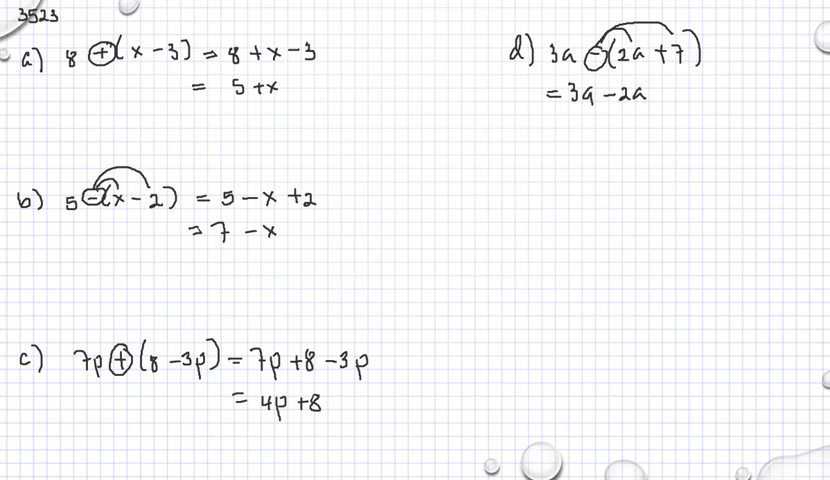 3523
a) 8 + (x - 3) = 8 + x - 3
= 5 + x
b) 5 - (x - 2) = 5 - x + 2
= 7 - x
c) 7p + (8 - 3p) = 7p + 8 - 3p
= 4p + 8
d) 3a - (2a + 7)
= 3a - 2a